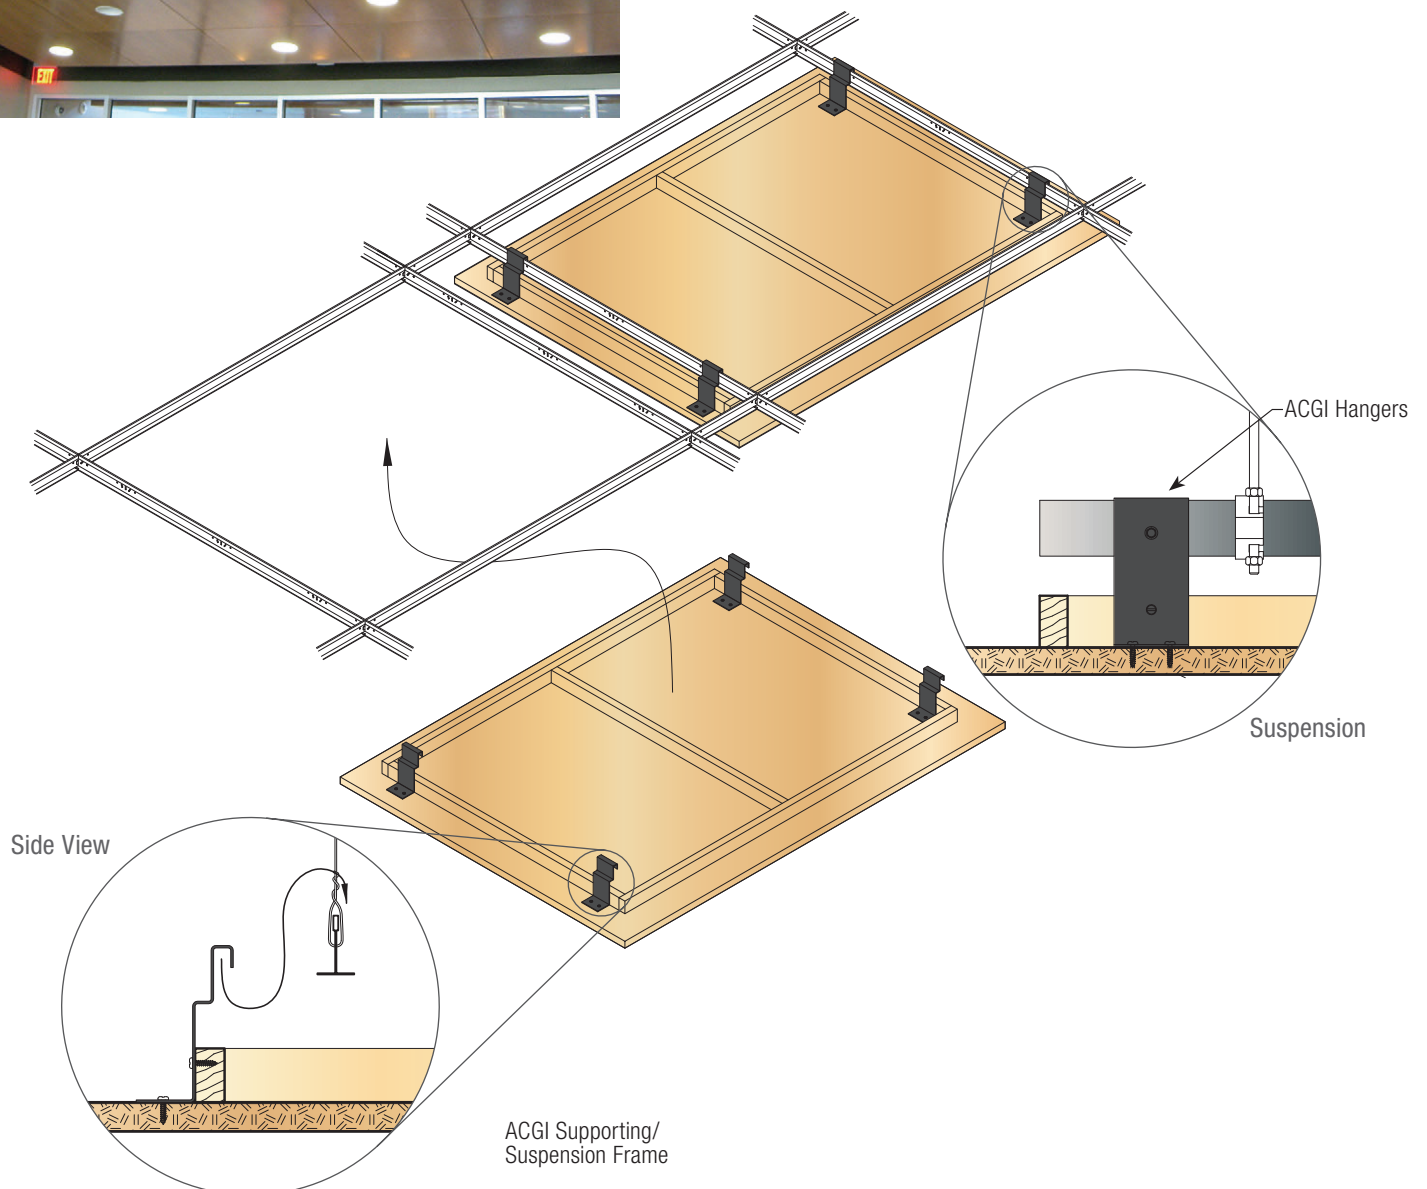 EXIT
ACGI Hangers
Suspension
Side View
ACGI Supporting/
Suspension Frame